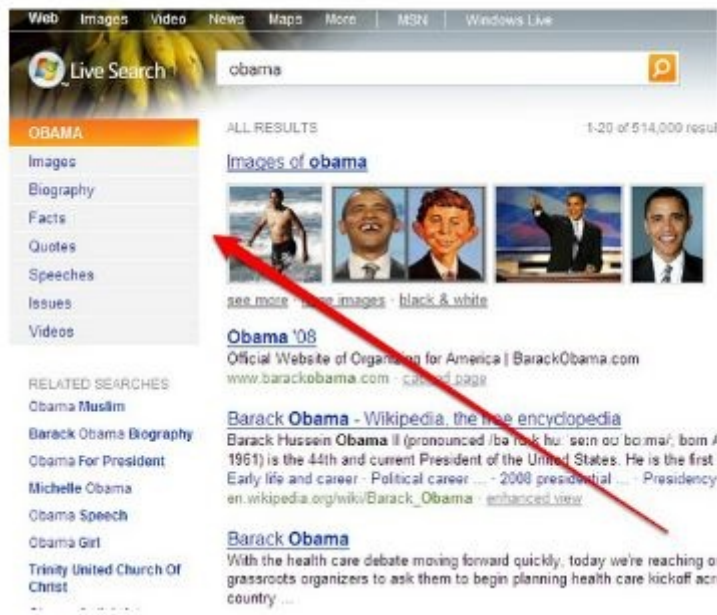 Web Images Video News Maps More | MSN | Windows Live
Live Search
obama
OBAMA
Images
Biography
Facts
Quotes
Speeches
Issues
Videos
RELATED SEARCHES
Obama Muslim
Barack Obama Biography
Obama For President
Michelle Obama
Obama Speech
Obama Girl
Trinity United Church Of
Christ
ALL RESULTS 1-20 of 514,000
Images of obama
see more · images · black & white
Obama '08
Official Website of Organizing for America | BarackObama.com
www.barackobama.com · cached page
Barack Obama - Wikipedia, the free encyclopedia
Barack Hussein Obama II (pronounced born
1961) is the 44th and current President of the United States. He is the first
Early life and career · Political career ... · 2008 presidential ... · Presidency
en.wikipedia.org/wiki/Barack_Obama · enhanced view
Barack Obama
With the health care debate moving forward quickly, today we're reaching
grassroots organizers to ask them to begin planning health care kickoff
country ...